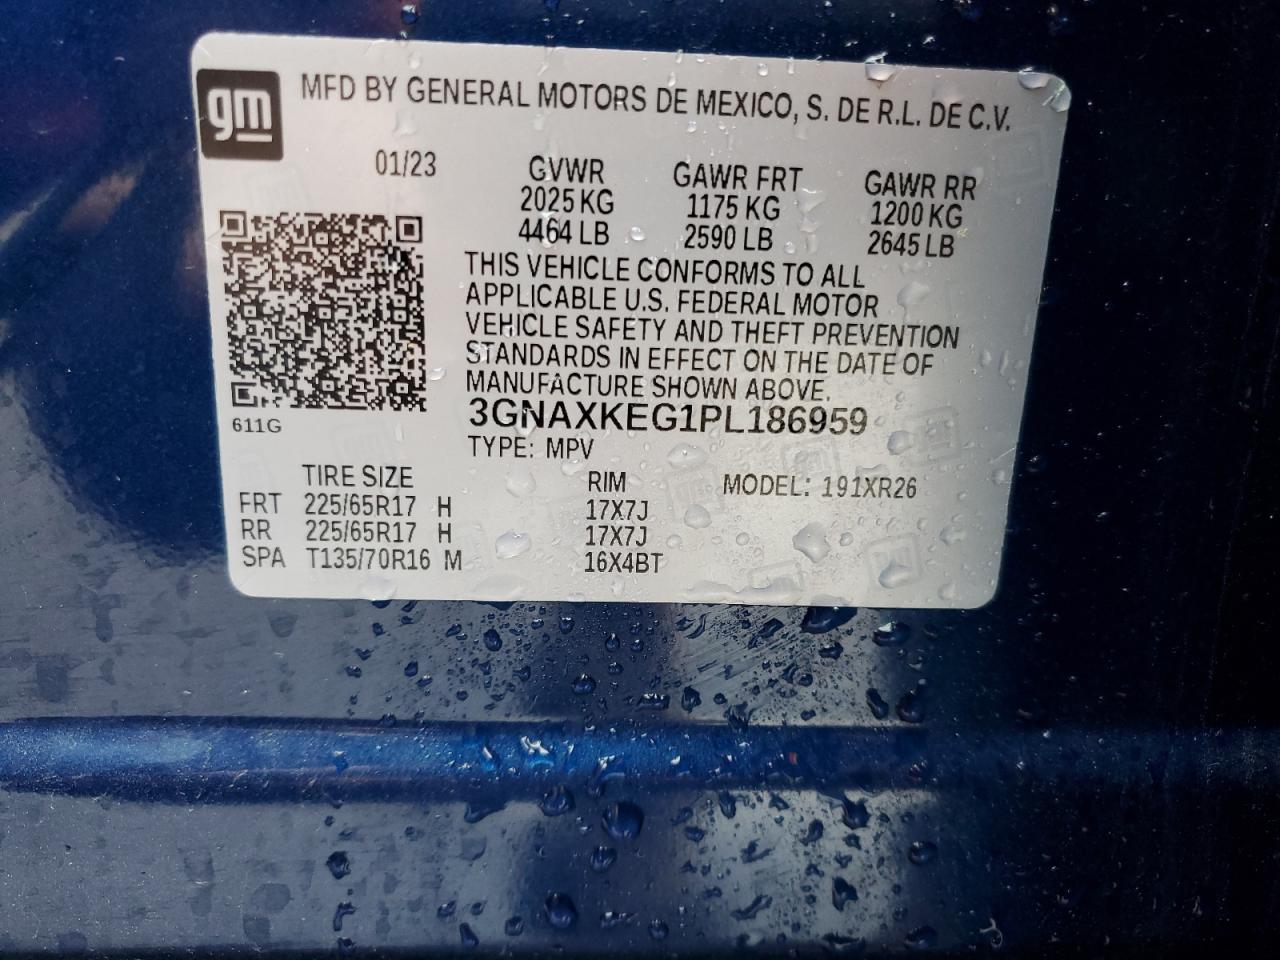 gm
MFD BY GENERAL MOTORS DE MEXICO, S. DE R.L. DE C.V.
01/23 GVWR GAWR FRT GAWR RR
2025 KG 1175 KG 1200 KG
4464 LB 2590 LB 2645 LB
THIS VEHICLE CONFORMS TO ALL
APPLICABLE U.S. FEDERAL MOTOR
VEHICLE SAFETY AND THEFT PREVENTION
STANDARDS IN EFFECT ON THE DATE OF
MANUFACTURE SHOWN ABOVE.
3GNAXKEG1PL186959
611G
TYPE: MPV
TIRE SIZE RIM MODEL: 191XR26
FRT 225/65R17 H 17X7J
RR 225/65R17 H 17X7J
SPA T135/70R16 M 16X4BT